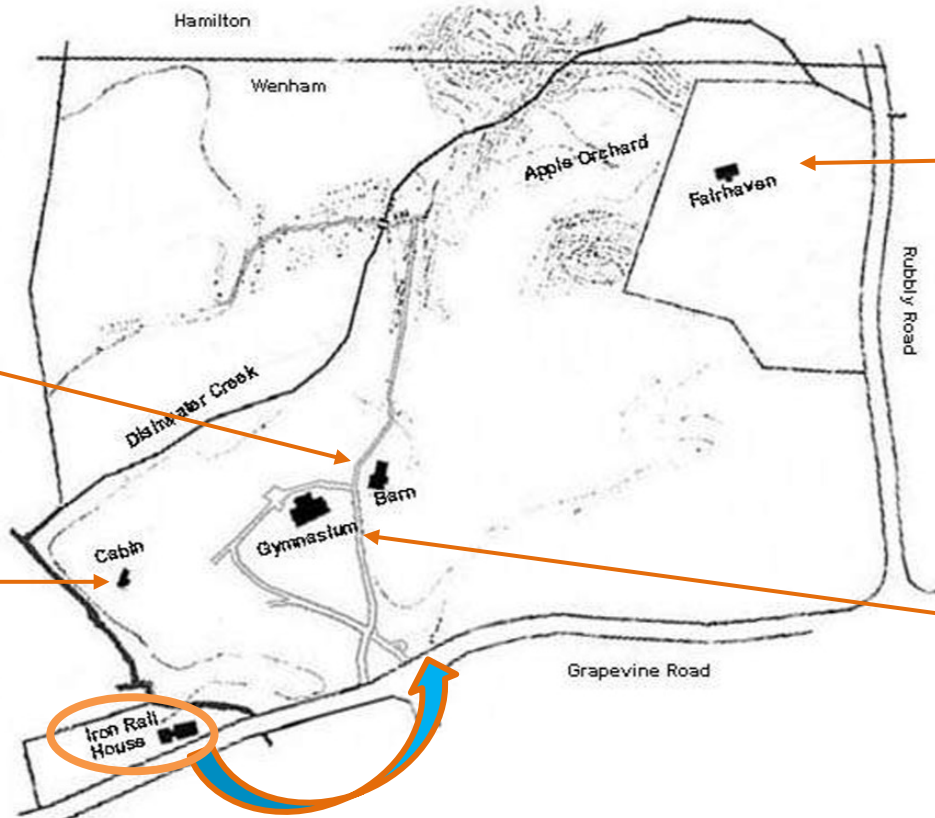 Hamilton
Wenham
Apple Orchard
Fairhaven
Rubbly Road
Dishwater Creek
Barn
Gymnasium
Cabin
Grapevine Road
Iron Rail
House